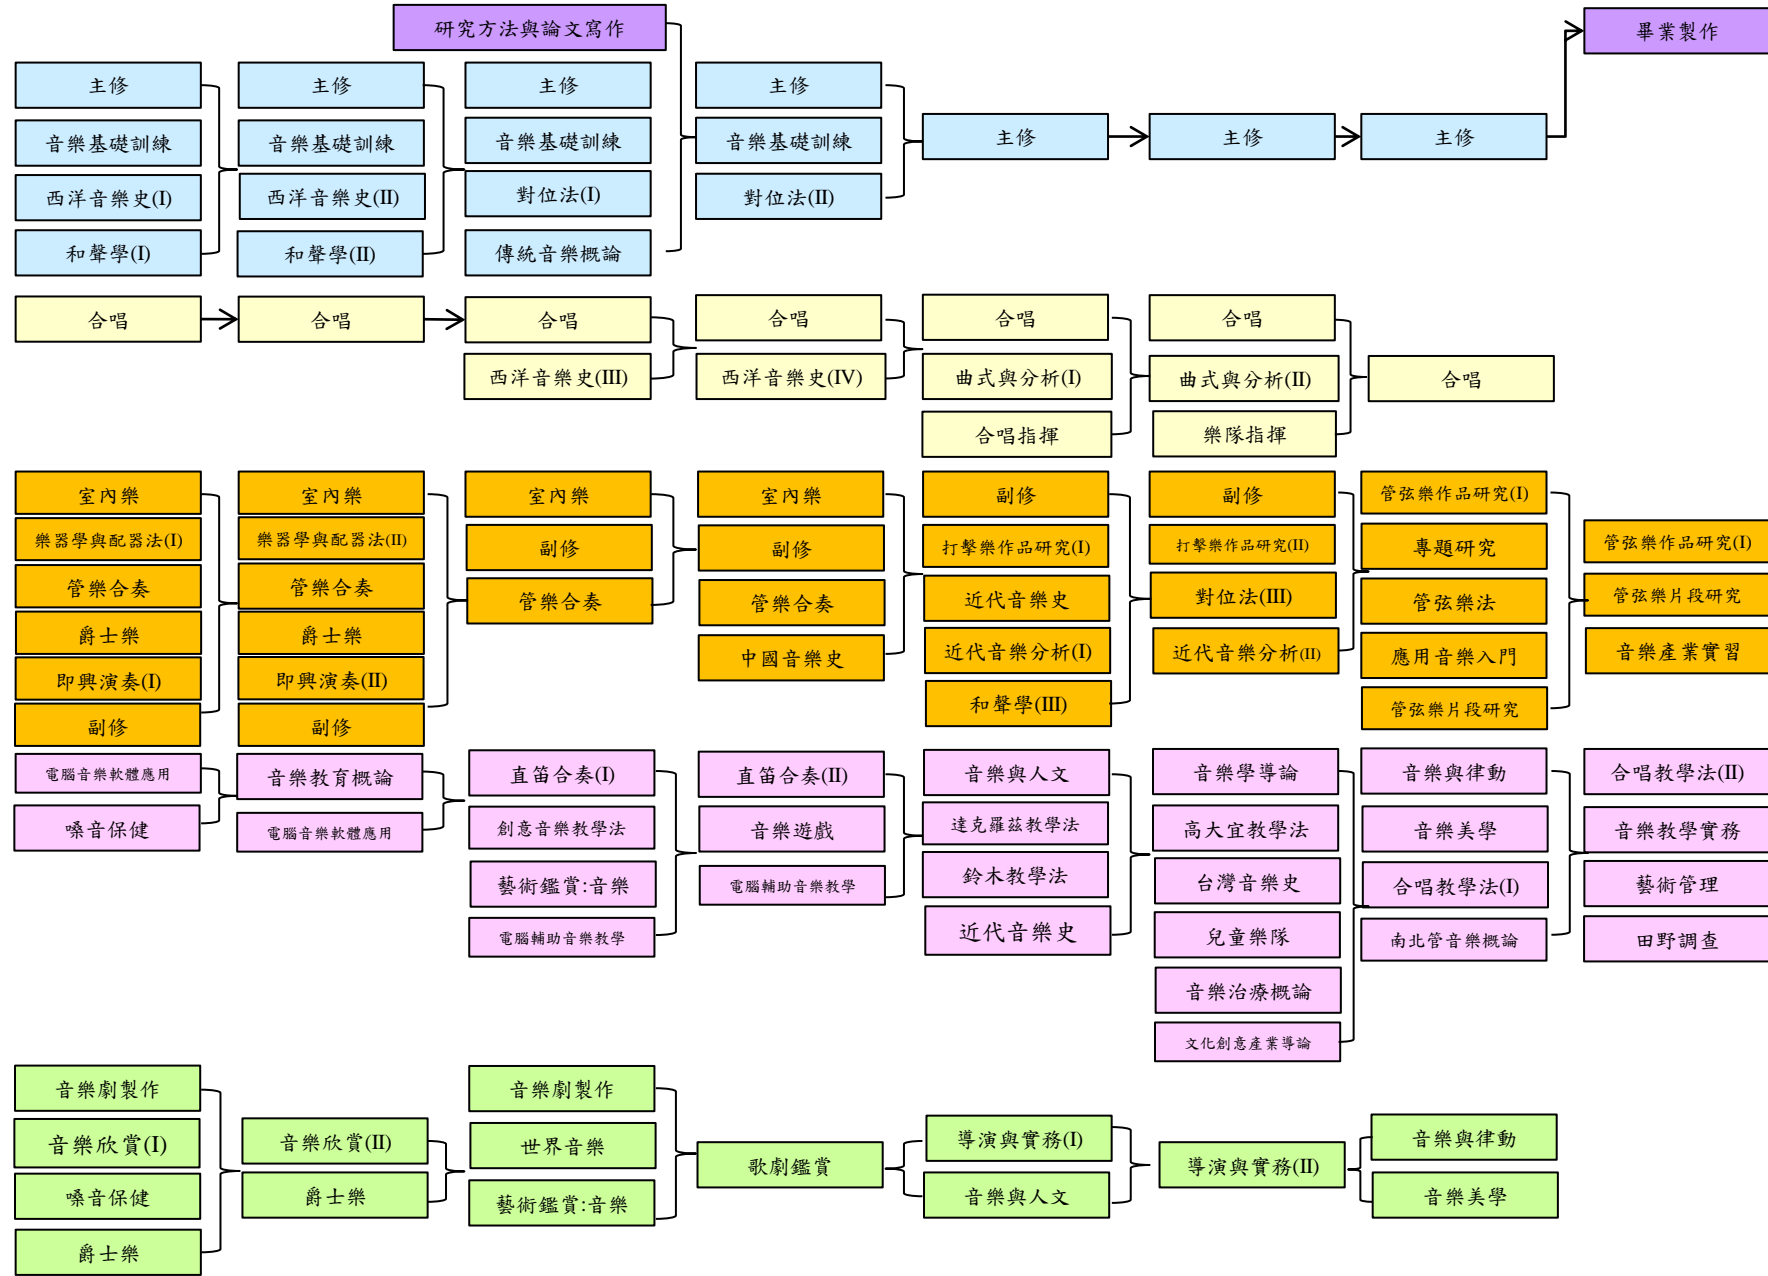 研究方法與論文寫作
畢業製作
主修
主修
主修
主修
音樂基礎訓練
音樂基礎訓練
音樂基礎訓練
音樂基礎訓練
主修
主修
主修
西洋音樂史(I)
西洋音樂史(II)
對位法(I)
對位法(II)
和聲學(I)
和聲學(II)
傳統音樂概論
合唱
合唱
合唱
合唱
合唱
合唱
西洋音樂史(III)
西洋音樂史(IV)
曲式與分析(I)
曲式與分析(II)
合唱
合唱指揮
樂隊指揮
室內樂
室內樂
室內樂
室內樂
副修
副修
管弦樂作品研究(I)
樂器學與配器法(I)
樂器學與配器法(II)
副修
副修
打擊樂作品研究(I)
打擊樂作品研究(II)
專題研究
管弦樂作品研究(I)
管樂合奏
管樂合奏
管樂合奏
管樂合奏
近代音樂史
對位法(III)
管弦樂法
管弦樂片段研究
爵士樂
爵士樂
中國音樂史
近代音樂分析(I)
近代音樂分析(II)
應用音樂入門
音樂產業實習
即興演奏(I)
即興演奏(II)
和聲學(III)
管弦樂片段研究
副修
副修
電腦音樂軟體應用
音樂教育概論
直笛合奏(I)
直笛合奏(II)
音樂與人文
音樂學導論
音樂與律動
合唱教學法(II)
嗓音保健
電腦音樂軟體應用
創意音樂教學法
音樂遊戲
達克羅茲教學法
高大宜教學法
音樂美學
音樂教學實務
藝術鑑賞:音樂
電腦輔助音樂教學
鈴木教學法
台灣音樂史
合唱教學法(I)
藝術管理
電腦輔助音樂教學
近代音樂史
兒童樂隊
南北管音樂概論
田野調查
音樂治療概論
文化創意產業導論
音樂劇製作
音樂劇製作
音樂欣賞(I)
音樂欣賞(II)
世界音樂
導演與實務(I)
音樂與律動
歌劇鑑賞
導演與實務(II)
嗓音保健
爵士樂
藝術鑑賞:音樂
音樂與人文
音樂美學
爵士樂